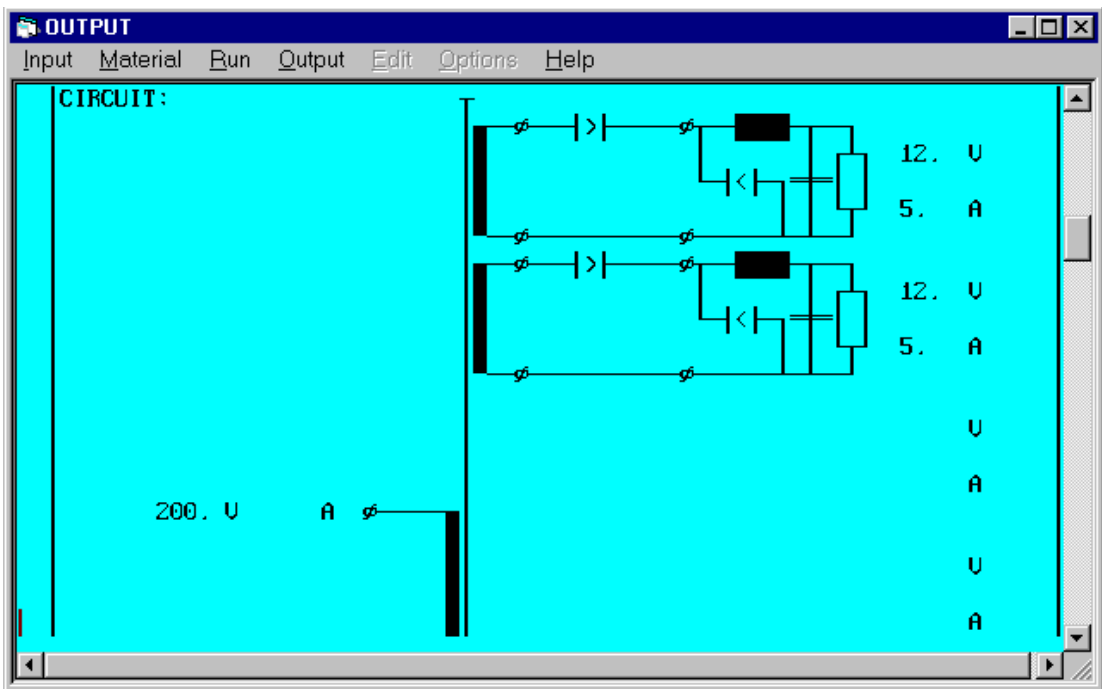 OUTPUT
Input Material Run Output Edit Options Help
CIRCUIT:
12. V
5. A
12. V
5. A
V
A
200. V A
V
A